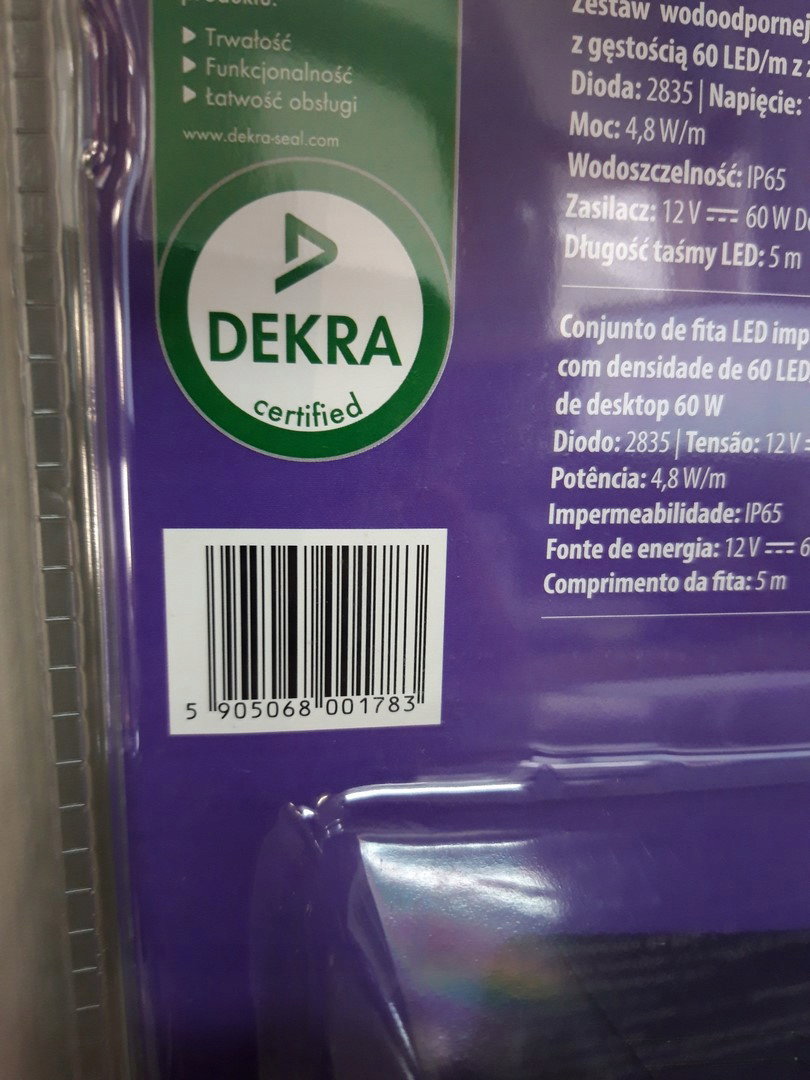 produktu:
Trwałość
Funkcjonalność
Łatwość obsługi
www.dekra-seal.com
DEKRA
certified
5 905068 001783
Zestaw wodoodpornej
z gęstością 60 LED/m z
Dioda: 2835 | Napięcie:
Moc: 4,8 W/m
Wodoszczelność: IP65
Zasilacz: 12 V ⎓ 60 W
Długość taśmy LED: 5 m
Conjunto de fita LED
com densidade de 60 LED
de desktop 60 W
Diodo: 2835 | Tensão: 12 V
Potência: 4,8 W/m
Impermeabilidade: IP65
Fonte de energia: 12 V ⎓
Comprimento da fita: 5 m